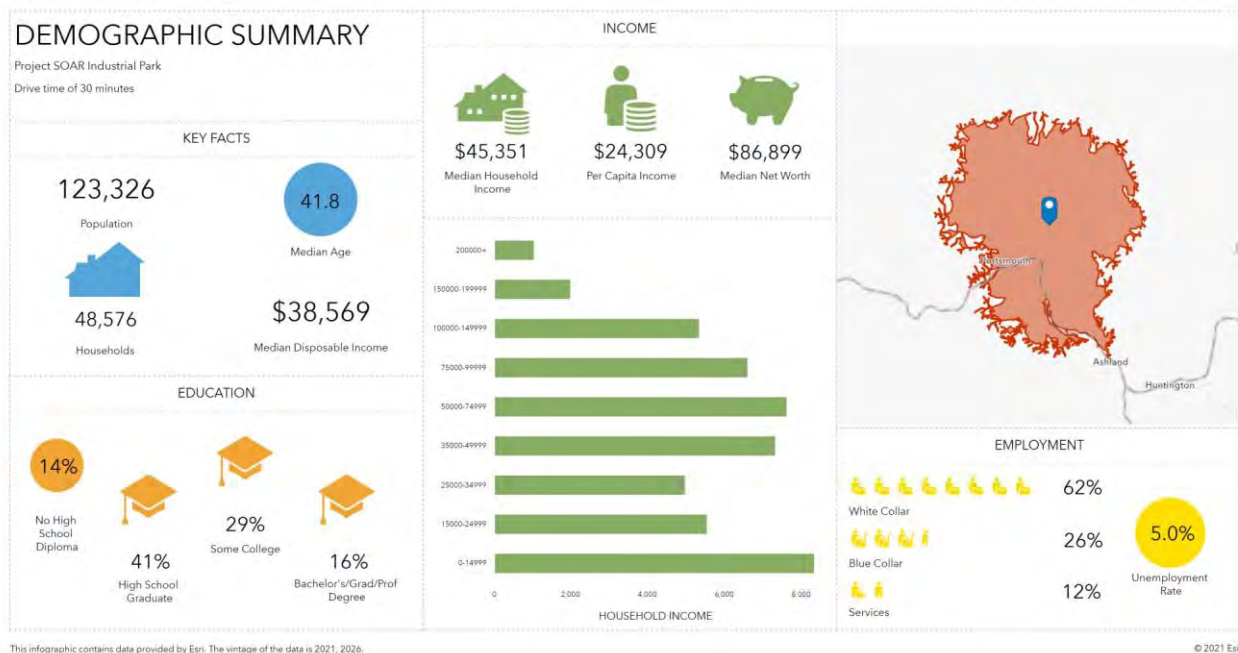 DEMOGRAPHIC SUMMARY
Project SOAR Industrial Park
Drive time of 30 minutes
KEY FACTS
123,326
Population
41.8
Median Age
48,576
Households
$38,569
Median Disposable Income
EDUCATION
14%
No High
School
Diploma
41%
High School
Graduate
29%
Some College
16%
Bachelor's/Grad/Prof
Degree
INCOME
$45,351
Median Household
Income
$24,309
Per Capita Income
$86,899
Median Net Worth
200000+
150000-199999
100000-149999
75000-99999
50000-74999
35000-49999
25000-34999
15000-24999
0-14999
0 2,000 4,000 6,000 8,000
HOUSEHOLD INCOME
Portsmouth
Ashland
Huntington
EMPLOYMENT
62%
White Collar
26%
Blue Collar
12%
Services
5.0%
Unemployment
Rate
This infographic contains data provided by Esri. The vintage of the data is 2021, 2026.
© 2021 Esri